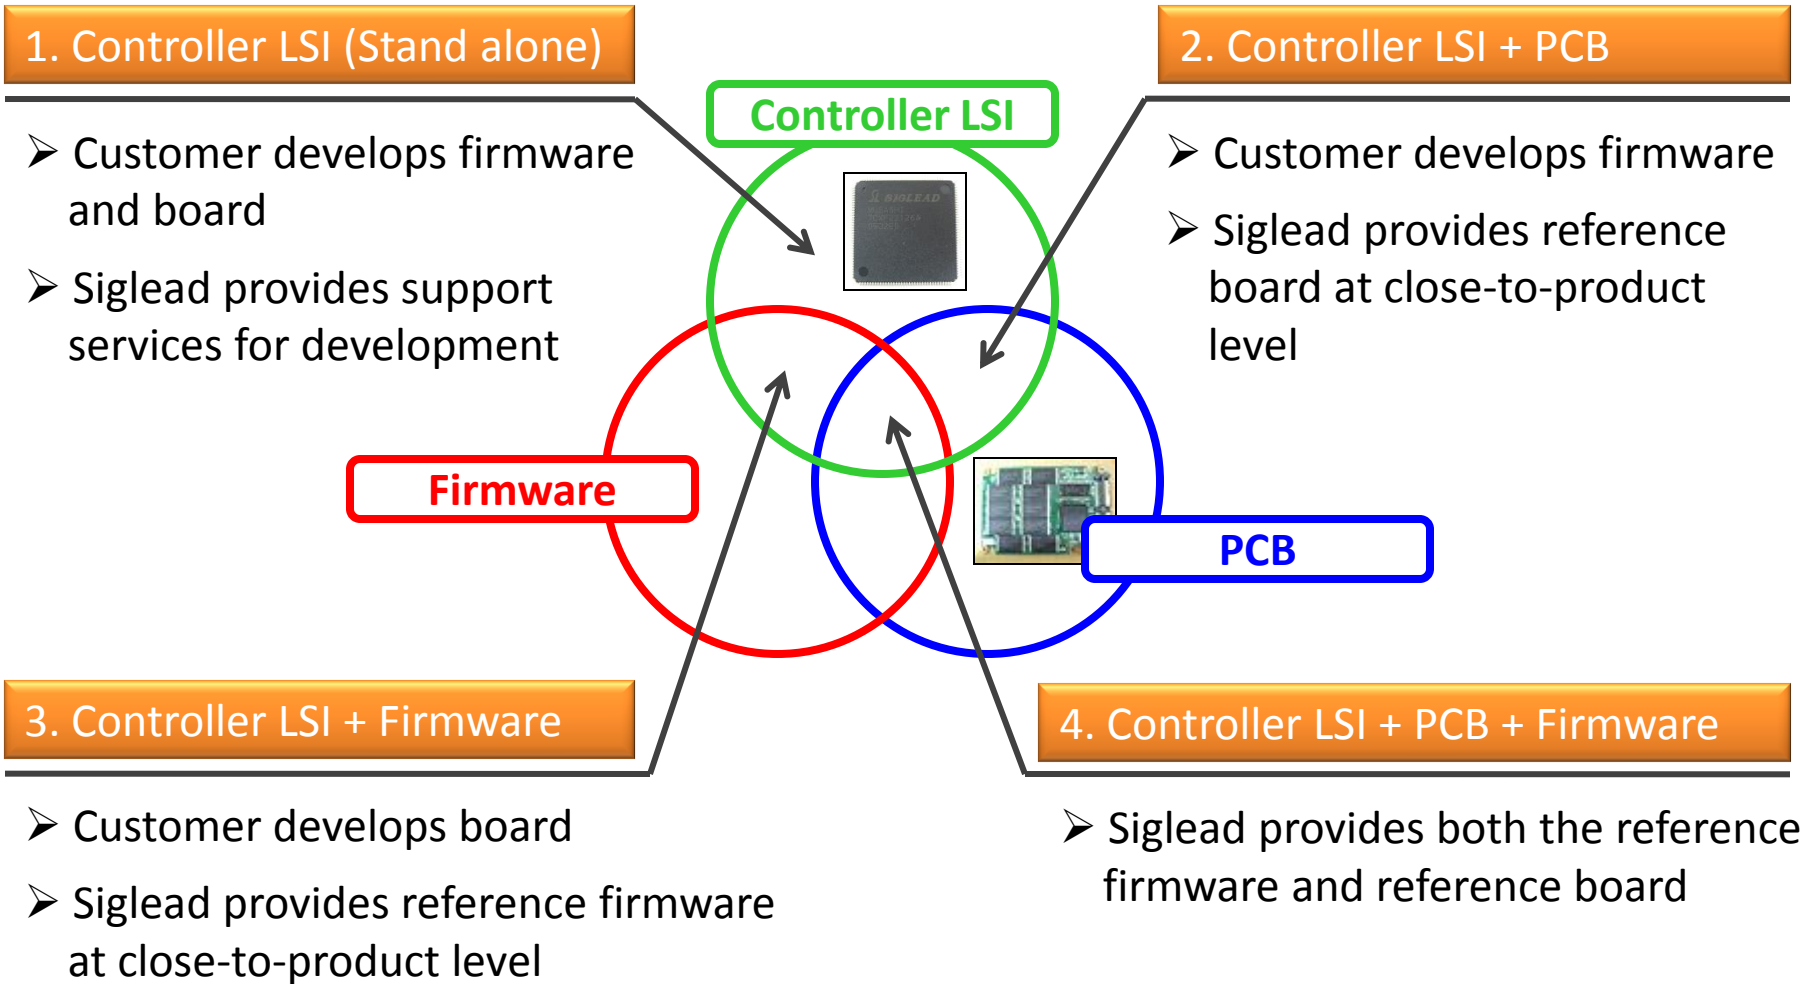 1. Controller LSI (Stand alone)
➢ Customer develops firmware
and board
➢ Siglead provides support
services for development
2. Controller LSI + PCB
➢ Customer develops firmware
➢ Siglead provides reference
board at close-to-product
level
Controller LSI
SIGLEAD
Firmware
PCB
3. Controller LSI + Firmware
➢ Customer develops board
➢ Siglead provides reference firmware
at close-to-product level
4. Controller LSI + PCB + Firmware
➢ Siglead provides both the reference
firmware and reference board